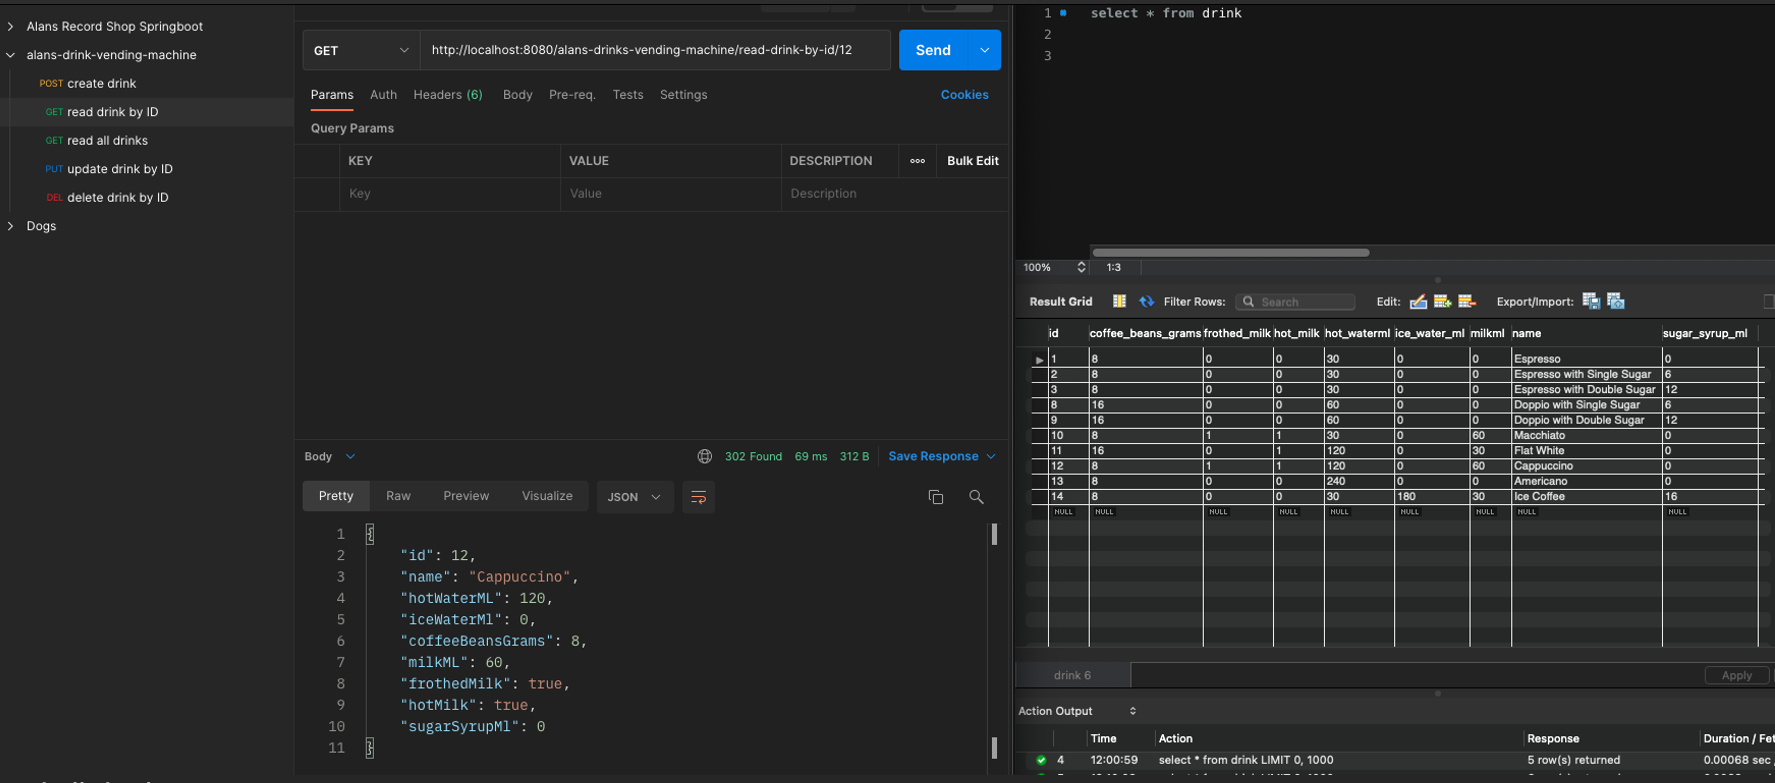 Alans Record Shop Springboot
alans-drink-vending-machine
POST create drink
GET read drink by ID
GET read all drinks
PUT update drink by ID
DEL delete drink by ID
Dogs
GET http://localhost:8080/alans-drinks-vending-machine/read-drink-by-id/12 Send
Params Auth Headers (6) Body Pre-req. Tests Settings Cookies
Query Params
KEY VALUE DESCRIPTION ooo Bulk Edit
Key Value Description
Body 302 Found 69 ms 312 B Save Response
Pretty Raw Preview Visualize JSON
1 {
2 "id": 12,
3 "name": "Cappuccino",
4 "hotWaterML": 120,
5 "iceWaterMl": 0,
6 "coffeeBeansGrams": 8,
7 "milkML": 60,
8 "frothedMilk": true,
9 "hotMilk": true,
10 "sugarSyrupMl": 0
11 }
1 select * from drink
2
3
100% 1:3
Result Grid Filter Rows: Search Edit: Export/Import:
id coffee_beans_grams frothed_milk hot_milk hot_waterml ice_water_ml milkml name sugar_syrup_ml
1 8 0 0 30 0 0 Espresso 0
2 8 0 0 30 0 0 Espresso with Single Sugar 6
3 8 0 0 30 0 0 Espresso with Double Sugar 12
8 16 0 0 60 0 0 Doppio with Single Sugar 6
9 16 0 0 60 0 0 Doppio with Double Sugar 12
10 8 1 1 30 0 60 Macchiato 0
11 16 0 1 120 0 30 Flat White 0
12 8 1 1 120 0 60 Cappuccino 0
13 8 0 0 240 0 0 Americano 0
14 8 0 0 30 180 30 Ice Coffee 16
NULL NULL NULL NULL NULL NULL NULL NULL NULL
drink 6 Apply
Action Output
Time Action Response Duration / Fet
4 12:00:59 select * from drink LIMIT 0, 1000 5 row(s) returned 0.00068 sec